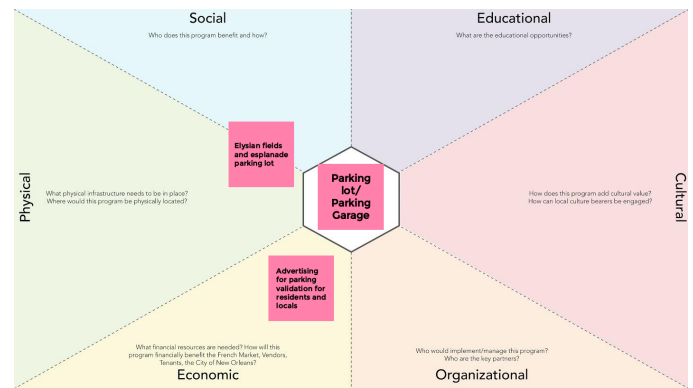 Social
Who does this program benefit and how?
Educational
What are the educational opportunities?
Elysian fields
and esplanade
parking lot
Parking
lot/
Parking
Garage
Physical
What physical infrastructure needs to be in place?
Where would this program be physically located?
Cultural
How does this program add cultural value?
How can local culture bearers be engaged?
Advertising
for parking
validation for
residents and
locals
What financial resources are needed? How will this
program financially benefit the French Market, Vendors,
Tenants, the City of New Orleans?
Economic
Who would implement/manage this program?
Who are the key partners?
Organizational